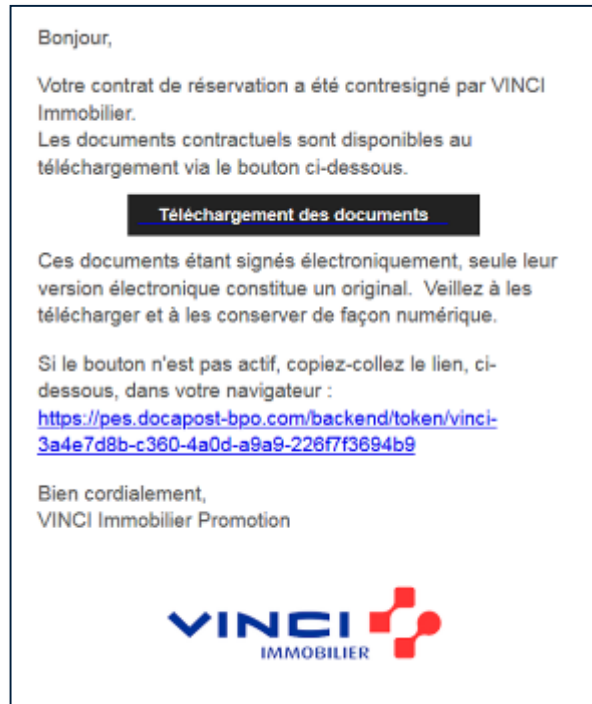 Bonjour,
Votre contrat de réservation a été contresigné par VINCI
Immobilier.
Les documents contractuels sont disponibles au
téléchargement via le bouton ci-dessous.
Téléchargement des documents
Ces documents étant signés électroniquement, seule leur
version électronique constitue un original.  Veillez à les
télécharger et à les conserver de façon numérique.
Si le bouton n'est pas actif, copiez-collez le lien, ci-
dessous, dans votre navigateur :
https://pes.docapost-bpo.com/backend/token/vinci-
3a4e7d8b-c360-4a0d-a9a9-226f7f3694b9
Bien cordialement,
VINCI Immobilier Promotion
VINCI
IMMOBILIER